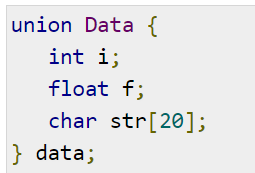 union Data {
   int i;
   float f;
   char str[20];
} data;